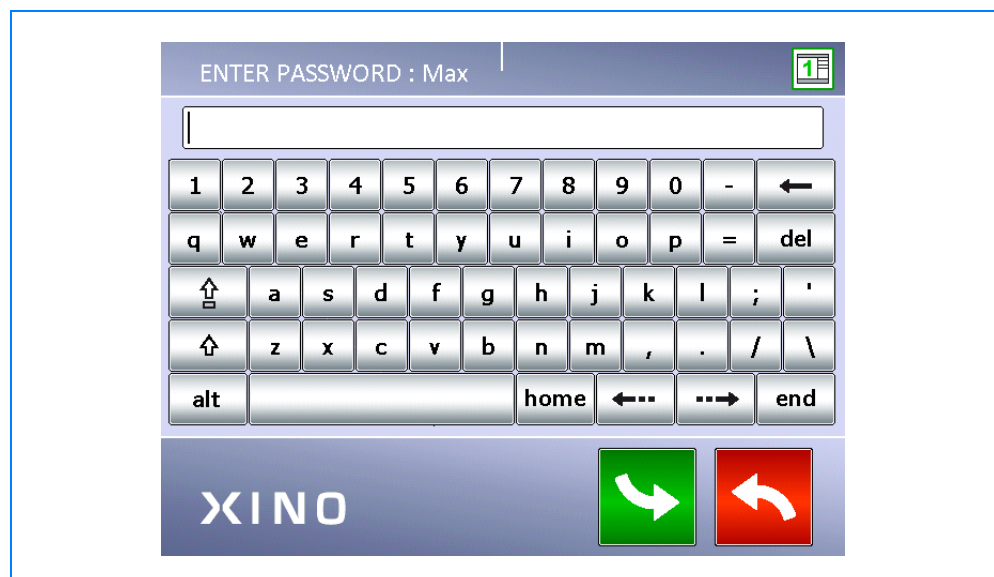 ENTER PASSWORD : Max
1
1 2 3 4 5 6 7 8 9 0 -
q w e r t y u i o p = del
a s d f g h j k l ; '
z x c v b n m , . / \
alt home end
XINO